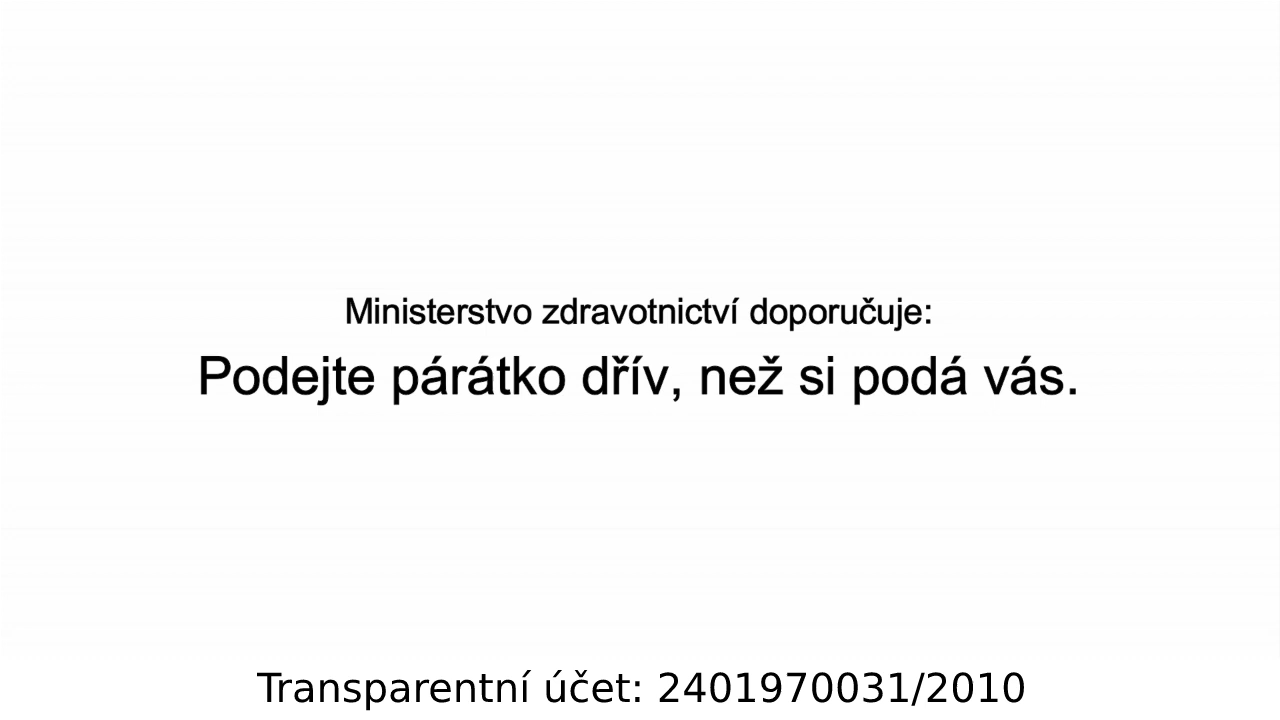 Ministerstvo zdravotnictví doporučuje:
Podejte párátko dřív, než si podá vás.
Transparentní účet: 2401970031/2010